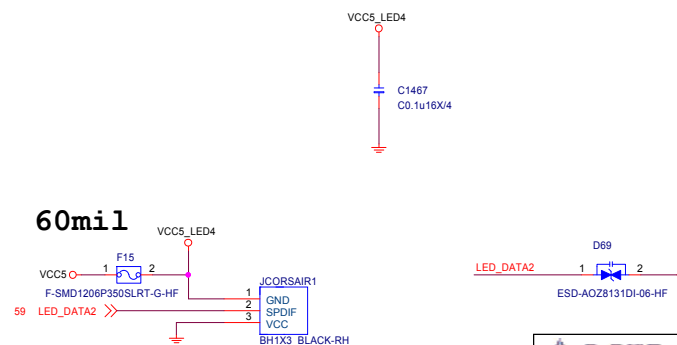 VCC5_LED4
C1467
C0.1u16X/4
60mil
VCC5_LED4
F15
VCC5 1 2
F-SMD1206P350SLRT-G-HF
59 LED_DATA2
JCORSAIR1
1 GND
2 SPDIF
3 VCC
BH1X3_BLACK-RH
D69
LED_DATA2 1 2
ESD-AOZ8131DI-06-HF